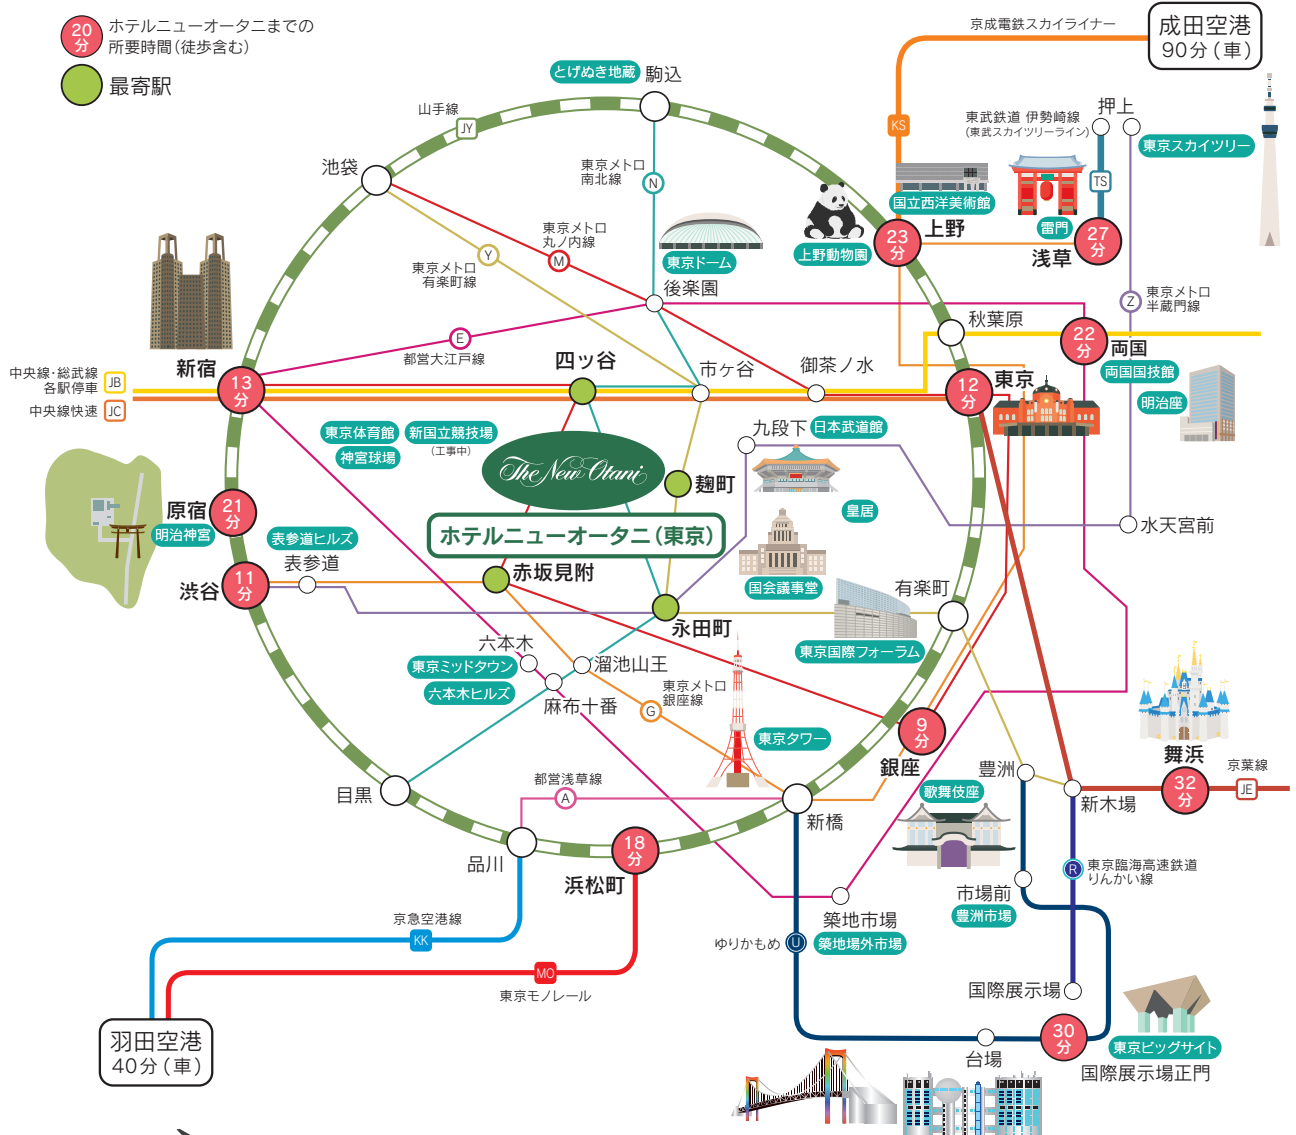 20分
ホテルニューオータニまでの
所要時間（徒歩含む）
最寄駅
京成電鉄スカイライナー
成田空港
90分（車）
とげぬき地蔵
駒込
山手線
JY
KS
東武鉄道 伊勢崎線
（東武スカイツリーライン）
押上
東京スカイツリー
池袋
東京メトロ
南北線
N
国立西洋美術館
TS
東京メトロ
丸ノ内線
M
Y
東京メトロ
有楽町線
東京ドーム
上野動物園
23分
上野
雷門
27分
浅草
後楽園
Z
東京メトロ
半蔵門線
E
都営大江戸線
秋葉原
22分
両国
両国国技館
明治座
中央線・総武線
各駅停車
JB
中央線快速
JC
新宿
13分
四ッ谷
市ヶ谷
御茶ノ水
12分
東京
東京体育館
新国立競技場
（工事中）
神宮球場
The New Otani
九段下
日本武道館
麹町
皇居
水天宮前
ホテルニューオータニ（東京）
原宿
21分
明治神宮
表参道ヒルズ
表参道
渋谷
11分
赤坂見附
国会議事堂
有楽町
永田町
東京国際フォーラム
六本木
東京ミッドタウン
溜池山王
六本木ヒルズ
麻布十番
東京メトロ
銀座線
G
東京タワー
9分
銀座
舞浜
32分
京葉線
JE
目黒
都営浅草線
A
新橋
歌舞伎座
豊洲
新木場
品川
18分
浜松町
R
東京臨海高速鉄道
りんかい線
市場前
豊洲市場
築地市場
築地場外市場
京急空港線
KK
ゆりかもめ
U
MO
東京モノレール
国際展示場
羽田空港
40分（車）
台場
30分
東京ビッグサイト
国際展示場正門